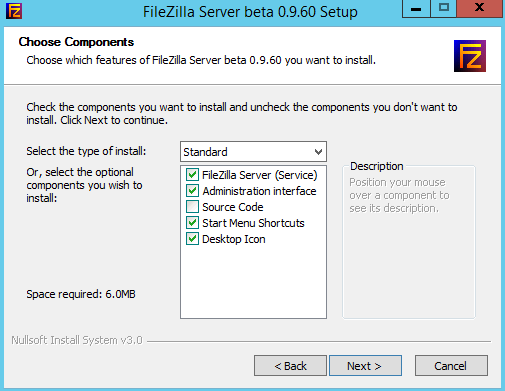 FileZilla Server beta 0.9.60 Setup
Choose Components
Choose which features of FileZilla Server beta 0.9.60 you want to install.
Check the components you want to install and uncheck the components you don't want to
install. Click Next to continue.
Select the type of install:
Standard
Or, select the optional
components you wish to
install:
FileZilla Server (Service)
Administration interface
Source Code
Start Menu Shortcuts
Desktop Icon
Description
Position your mouse
over a component to
see its description.
Space required: 6.0MB
Nullsoft Install System v3.0
< Back
Next >
Cancel